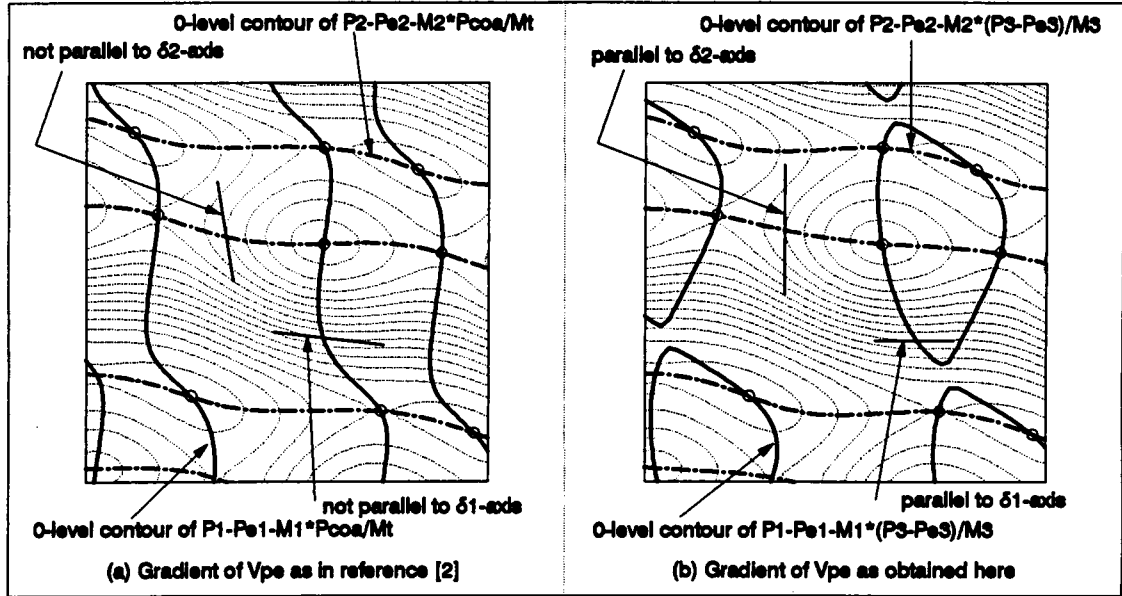 0-level contour of P2-Pe2-M2*Pcoa/Mt
not parallel to δ2-axis
not parallel to δ1-axis
0-level contour of P1-Pe1-M1*Pcoa/Mt
(a) Gradient of Vpe as in reference [2]
0-level contour of P2-Pe2-M2*(P3-Pe3)/M3
parallel to δ2-axis
parallel to δ1-axis
0-level contour of P1-Pe1-M1*(P3-Pe3)/M3
(b) Gradient of Vpe as obtained here